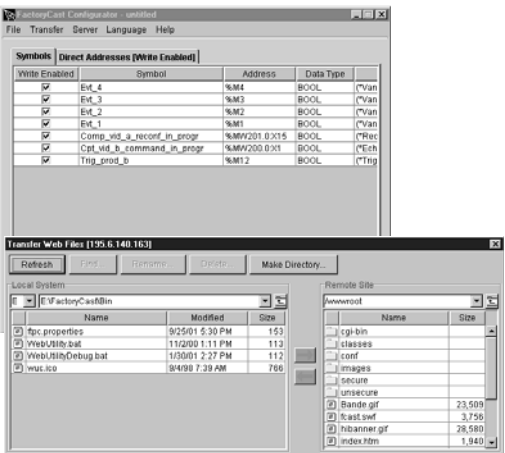 FactoryCast Configurator - untitled
File Transfer Server Language Help
Symbols Direct Addresses [Write Enabled]
Write Enabled Symbol Address Data Type
Evt_4 %M4 BOOL ("Van
Evt_3 %M3 BOOL ("Van
Evt_2 %M2 BOOL ("Van
Evt_1 %M1 BOOL ("Van
Comp_vid_a_reconf_in_progr %MW201.0:X15 BOOL ("Rec
Cpt_vid_b_command_in_progr %MW200.0:X1 BOOL ("Ech
Trig_prod_b %M12 BOOL ("Trig
Transfer Web Files [195.6.140.163]
Refresh Find... Rename... Delete... Make Directory...
Local System Remote Site
E E:\FactoryCast\Bin /wwwroot
Name Modified Size Name Size
ftpc.properties 9/25/01 5:30 PM 153 cgi-bin
WebUtility.bat 11/2/00 1:11 PM 113 classes
WebUtilityDebug.bat 1/30/01 2:27 PM 112 conf
wuc.ico 9/4/98 7:39 AM 766 images
secure
unsecure
Bande.gif 23,509
fcast.swf 3,756
hibanner.gif 28,580
index.htm 1,940